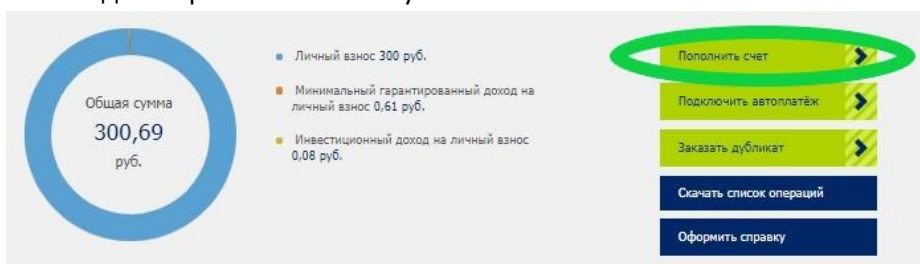 Общая сумма
300,69
руб.
Личный взнос 300 руб.
Минимальный гарантированный доход на
личный взнос 0,61 руб.
Инвестиционный доход на личный взнос
0,08 руб.
Пополнить счет
Подключить автоплатёж
Заказать дубликат
Скачать список операций
Оформить справку